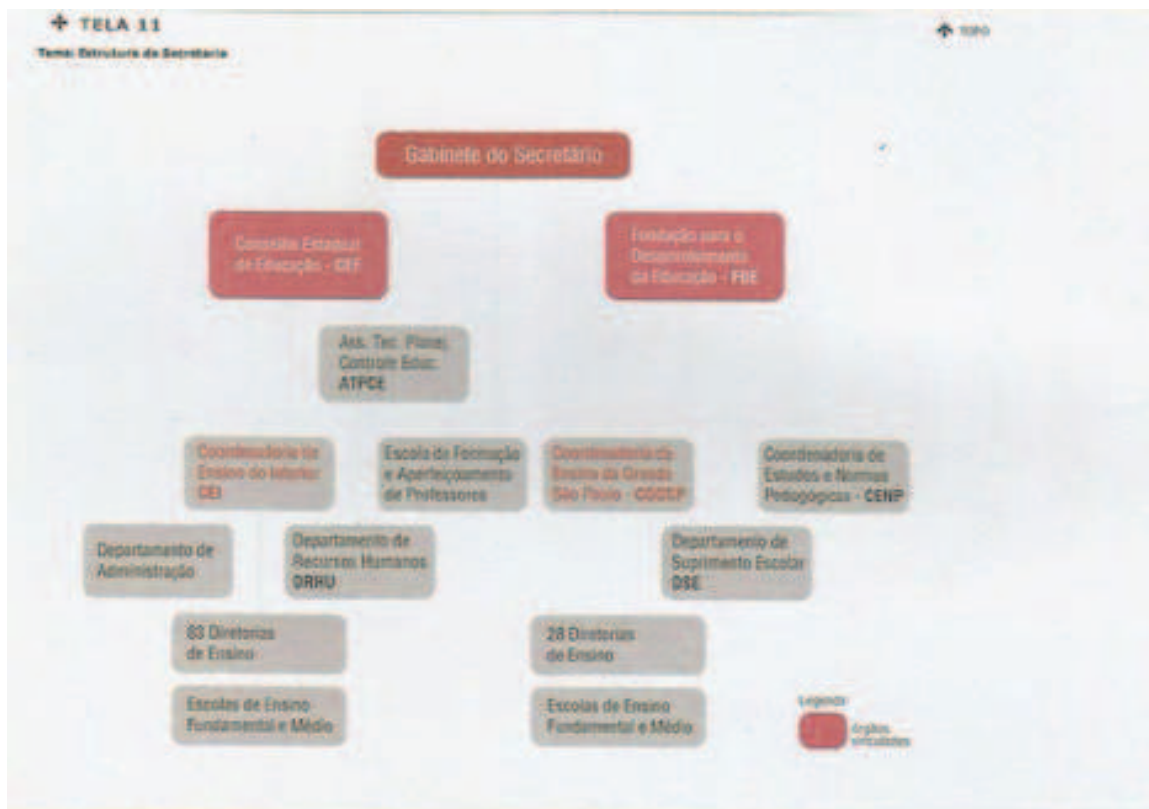 TELA 11
TOPO
Tema: Estrutura da Secretaria
Gabinete do Secretário
Conselho Estadual
de Educação - CEE
Fundação para o
Desenvolvimento
da Educação - FDE
Ass. Tec. Planej.
Controle Educ.
ATPCE
Coordenadoria de
Ensino do Interior
CEI
Escola de Formação
e Aperfeiçoamento
de Professores
Coordenadoria de
Ensino da Grande
São Paulo -
Coordenadoria de
Estudos e Normas
Pedagógicas - CENP
Departamento de
Administração
Departamento de
Recursos Humanos
DRHU
Departamento de
Suprimento Escolar
DSE
83 Diretorias
de Ensino
28 Diretorias
de Ensino
Escolas de Ensino
Fundamental e Médio
Escolas de Ensino
Fundamental e Médio
Legenda
órgãos
vinculados